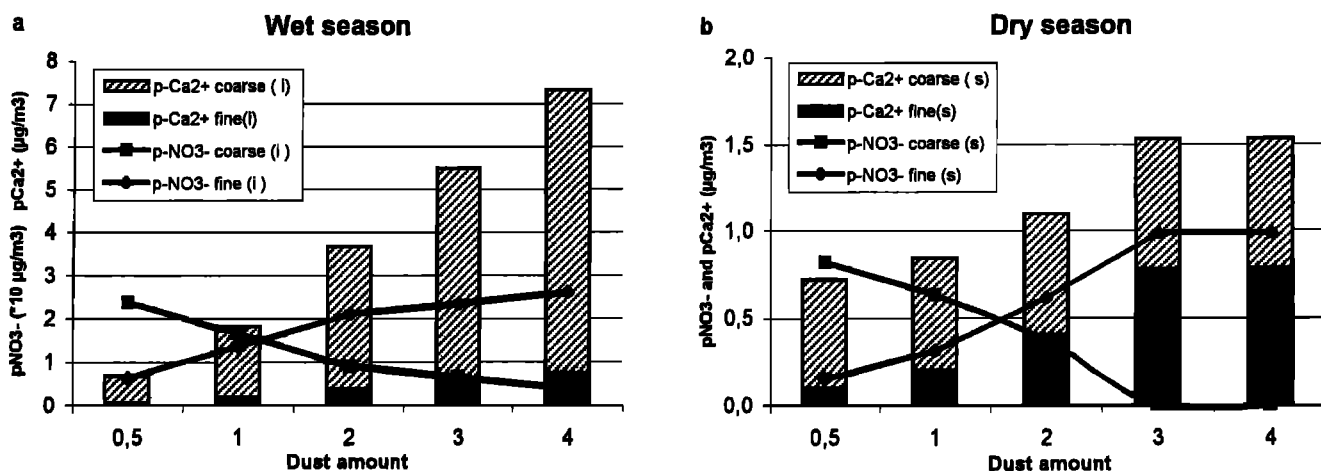 a
Wet season
pNO3- (*10 µg/m3) pCa2+ (µg/m3)
8
7
6
5
4
3
2
1
0
p-Ca2+ coarse ( i)
p-Ca2+ fine(i)
p-NO3- coarse (i )
p-NO3- fine (i )
0,5 1 2 3 4
Dust amount
b
Dry season
pNO3- and pCa2+ (µg/m3)
2,0
1,5
1,0
0,5
0,0
p-Ca2+ coarse ( s)
p-Ca2+ fine(s)
p-NO3- coarse (s)
p-NO3- fine (s)
0,5 1 2 3 4
Dust amount